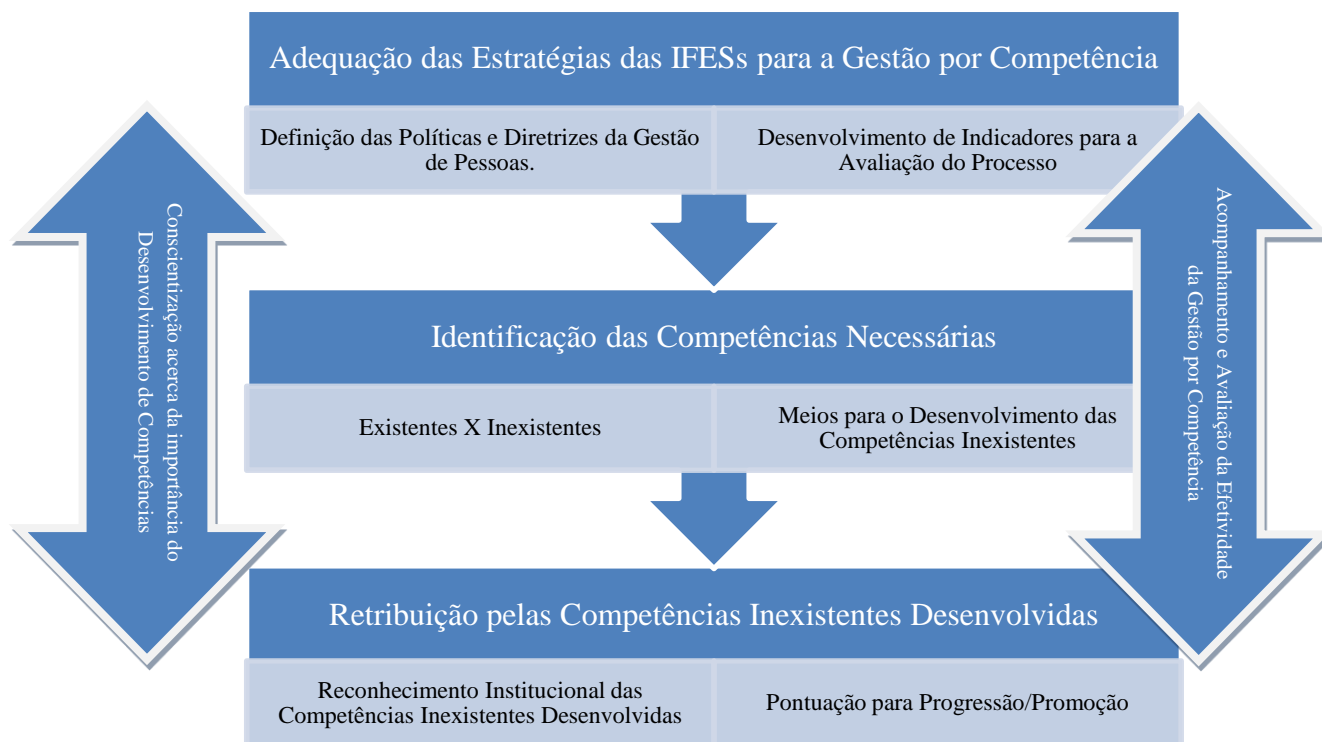 Adequação das Estratégias das IFESs para a Gestão por Competência
Definição das Políticas e Diretrizes da Gestão
de Pessoas.
Desenvolvimento de Indicadores para a
Avaliação do Processo
Conscientização acerca da importância do
Desenvolvimento de Competências
Acompanhamento e Avaliação da Efetividade
da Gestão por Competência
Identificação das Competências Necessárias
Existentes X Inexistentes
Meios para o Desenvolvimento das
Competências Inexistentes
Retribuição pelas Competências Inexistentes Desenvolvidas
Reconhecimento Institucional das
Competências Inexistentes Desenvolvidas
Pontuação para Progressão/Promoção